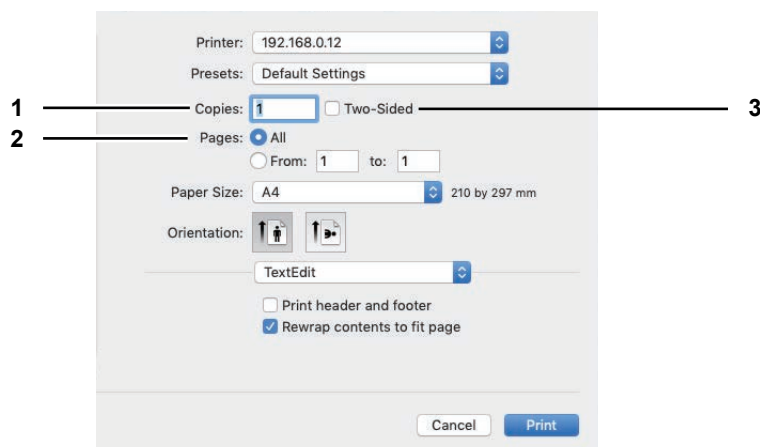 Printer: 192.168.0.12
Presets: Default Settings
1 Copies: 1 Two-Sided 3
2 Pages: All
From: 1 to: 1
Paper Size: A4 210 by 297 mm
Orientation:
TextEdit
Print header and footer
Rewrap contents to fit page
Cancel Print